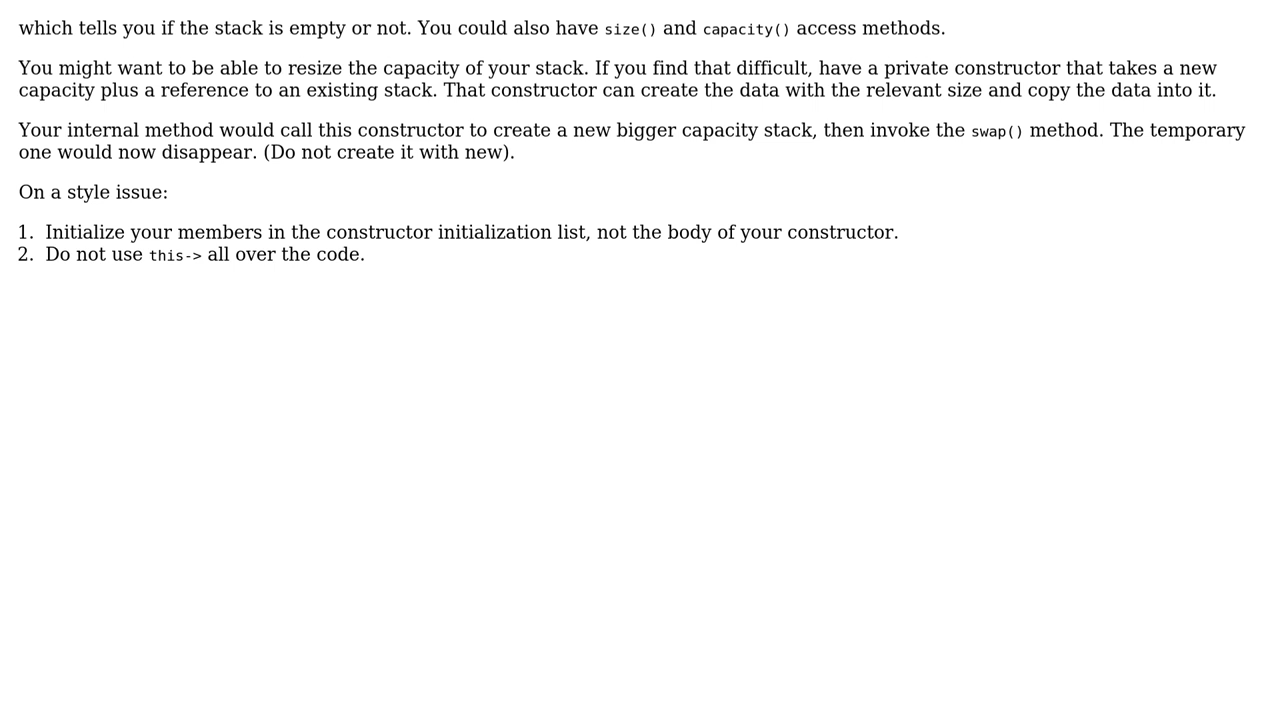 which tells you if the stack is empty or not. You could also have size() and capacity() access methods.
You might want to be able to resize the capacity of your stack. If you find that difficult, have a private constructor that takes a new
capacity plus a reference to an existing stack. That constructor can create the data with the relevant size and copy the data into it.
Your internal method would call this constructor to create a new bigger capacity stack, then invoke the swap() method. The temporary
one would now disappear. (Do not create it with new).
On a style issue:
1. Initialize your members in the constructor initialization list, not the body of your constructor.
2. Do not use this-> all over the code.